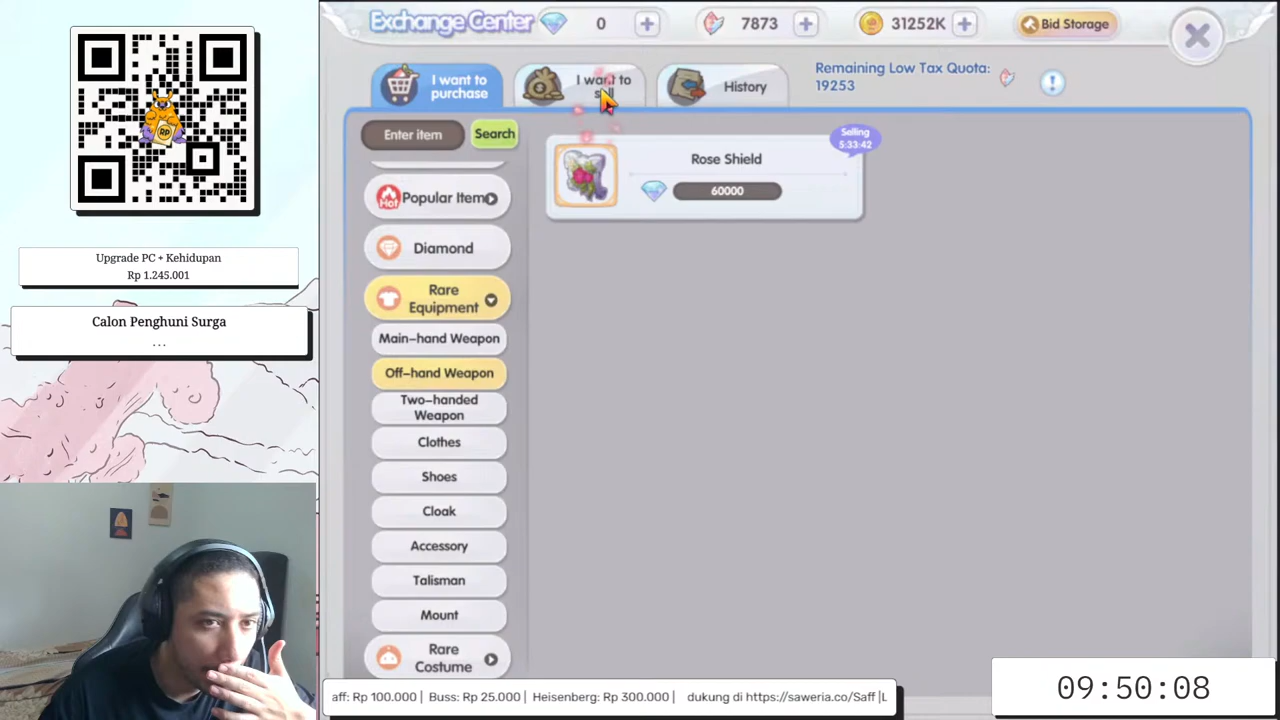 Exchange Center
0
7873
31252K
Bid Storage
I want to
purchase
I want to
History
Remaining Low Tax Quota:
19253
Enter item
Search
Selling
5:33:42
Rose Shield
60000
Hot
Popular Item
Diamond
Rare
Equipment
Main-hand Weapon
Off-hand Weapon
Two-handed
Weapon
Clothes
Shoes
Cloak
Accessory
Talisman
Mount
Rare
Costume
RP
Upgrade PC + Kehidupan
Rp 1.245.001
Calon Penghuni Surga
...
aff: Rp 100.000 | Buss: Rp 25.000 | Heisenberg: Rp 300.000 | dukung di https://saweria.co/Saff |L
09:50:08